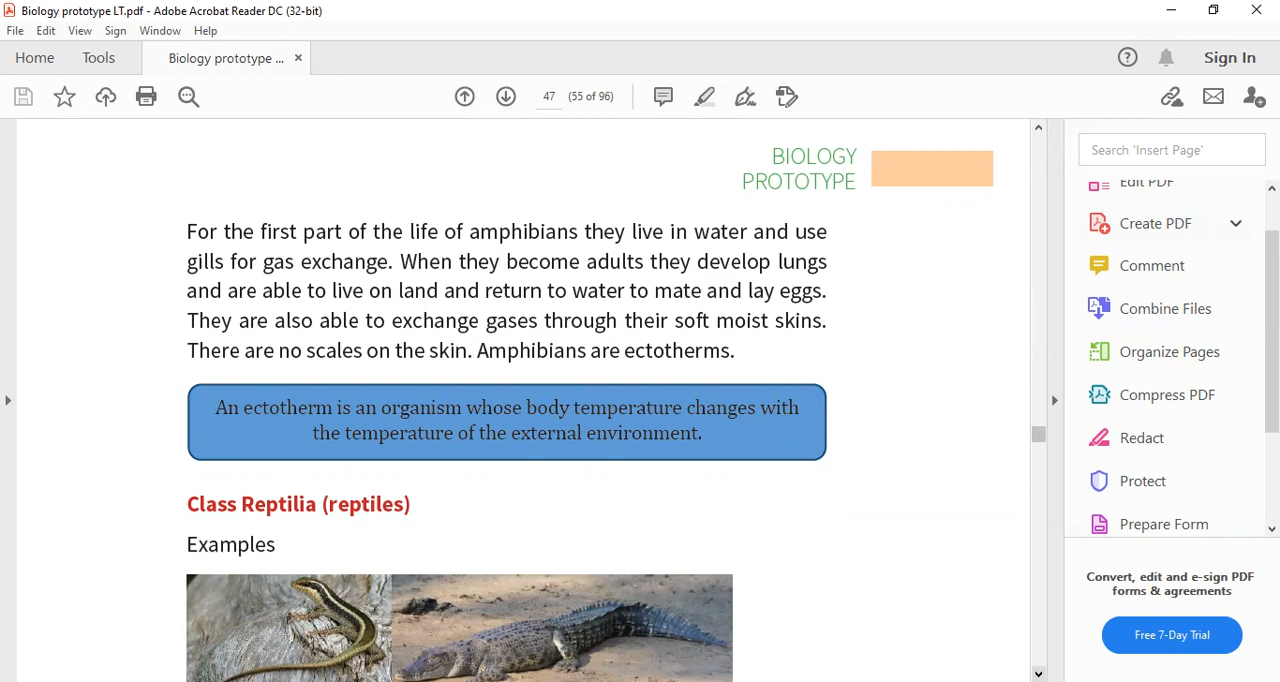 Biology prototype LT.pdf - Adobe Acrobat Reader DC (32-bit)
File Edit View Sign Window Help
Home Tools Biology prototype ... × Sign In
47 (55 of 96)
BIOLOGY
PROTOTYPE
For the first part of the life of amphibians they live in water and use
gills for gas exchange. When they become adults they develop lungs
and are able to live on land and return to water to mate and lay eggs.
They are also able to exchange gases through their soft moist skins.
There are no scales on the skin. Amphibians are ectotherms.
An ectotherm is an organism whose body temperature changes with
the temperature of the external environment.
Class Reptilia (reptiles)
Examples
Search 'Insert Page'
Edit PDF
Create PDF
Comment
Combine Files
Organize Pages
Compress PDF
Redact
Protect
Prepare Form
Convert, edit and e-sign PDF
forms & agreements
Free 7-Day Trial